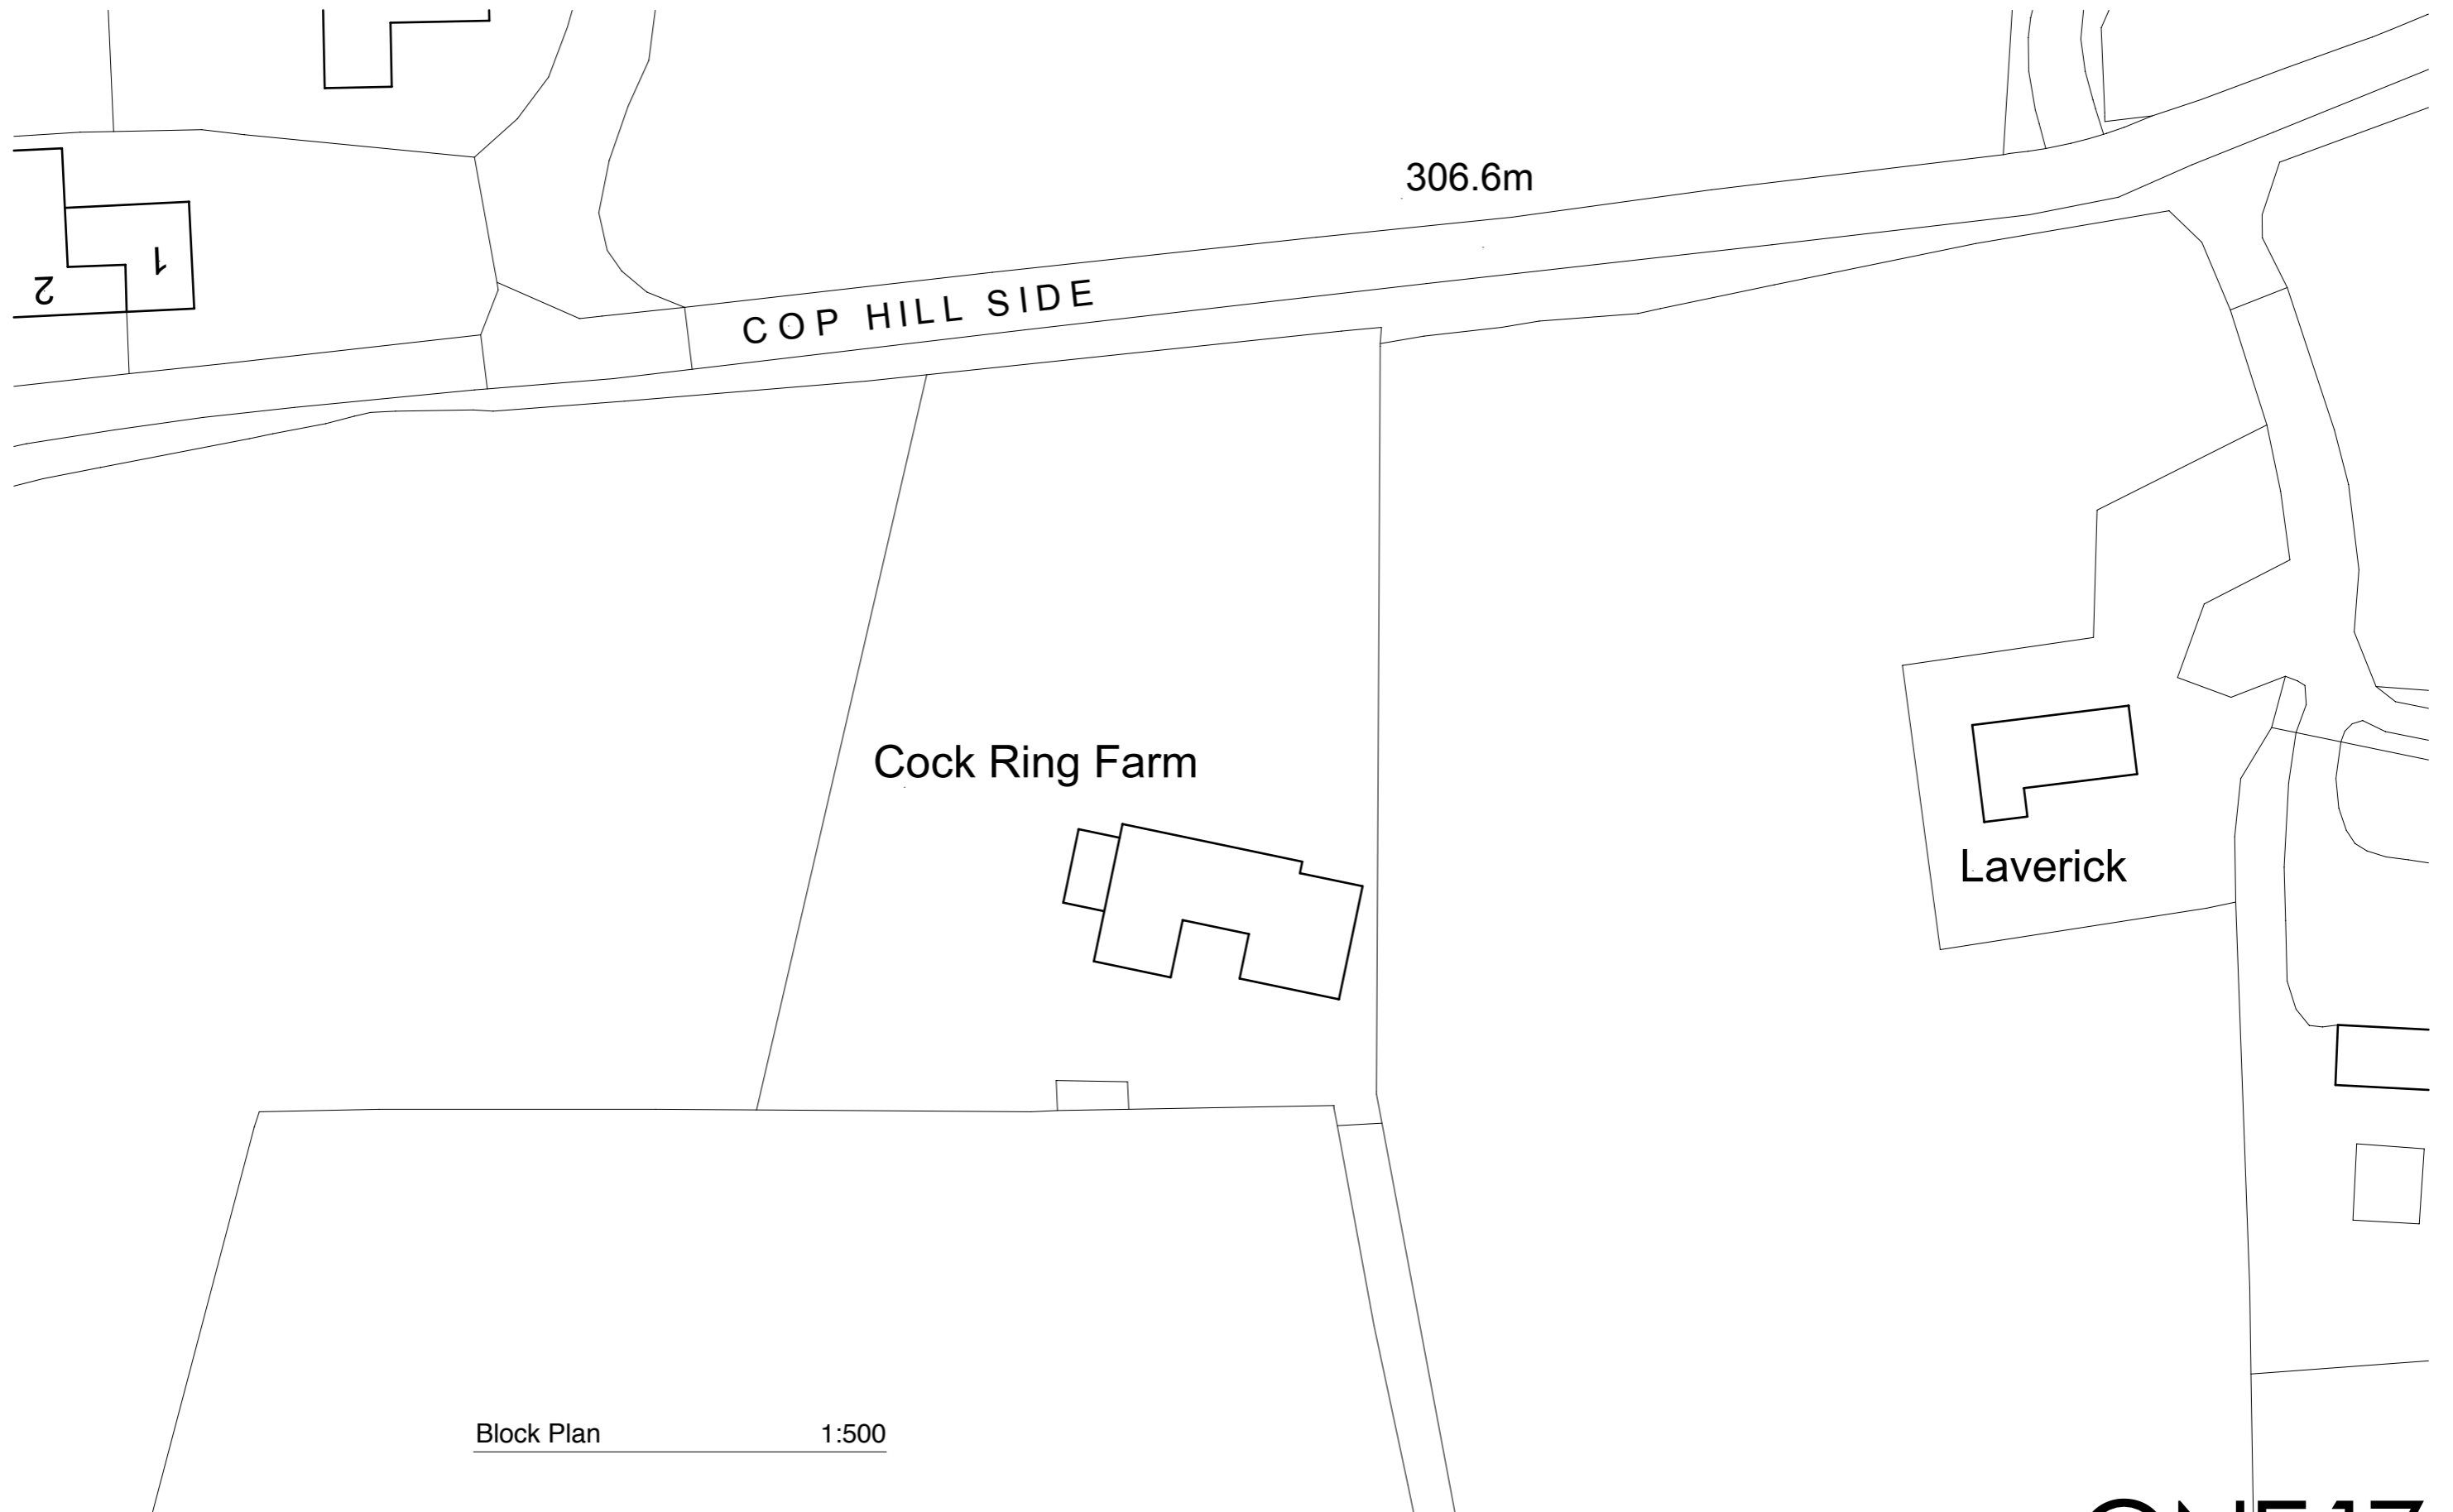 306.6m
COP HILL SIDE
1
2
Cock Ring Farm
Laverick
Block Plan 1:500